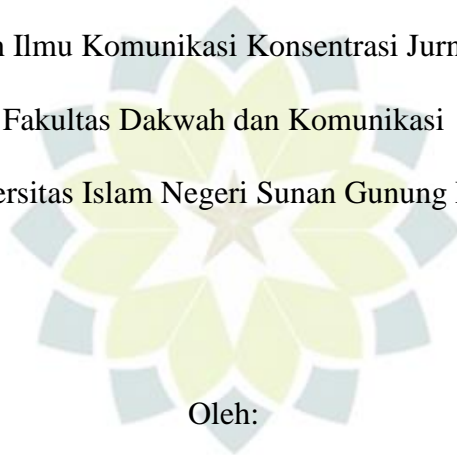 Ilmu Komunikasi Konsentrasi
Fakultas Dakwah dan Komunikasi
Islam Negeri Sunan Gunung
Oleh: